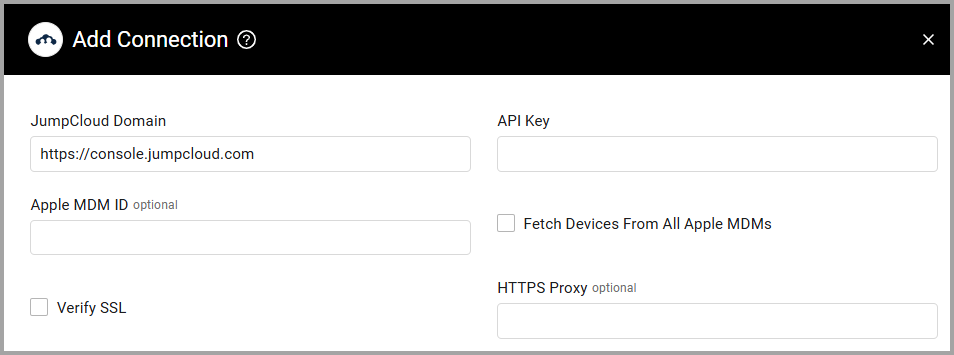 Add Connection ?
JumpCloud Domain
https://console.jumpcloud.com
API Key
Apple MDM ID optional
Fetch Devices From All Apple MDMs
Verify SSL
HTTPS Proxy optional